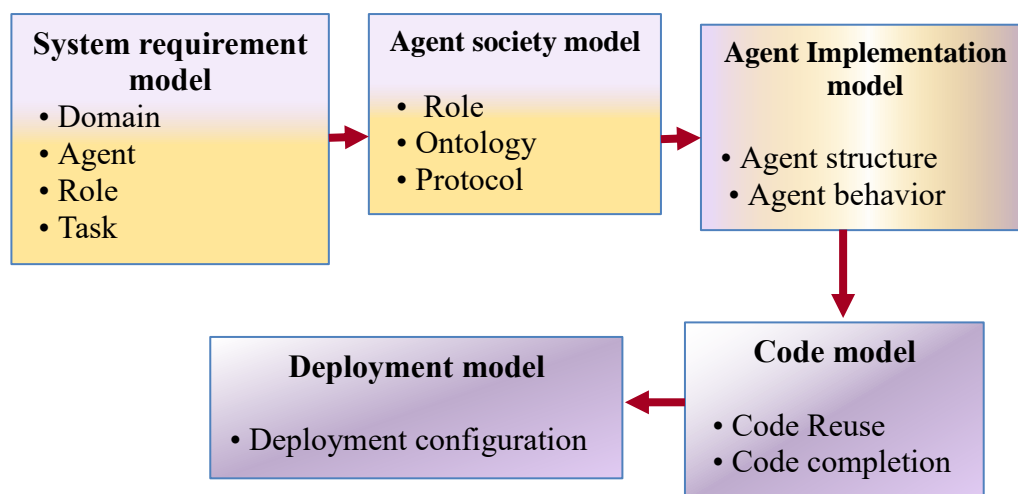 System requirement
model
• Domain
• Agent
• Role
• Task
Agent society model
• Role
• Ontology
• Protocol
Agent Implementation
model
• Agent structure
• Agent behavior
Code model
• Code Reuse
• Code completion
Deployment model
• Deployment configuration